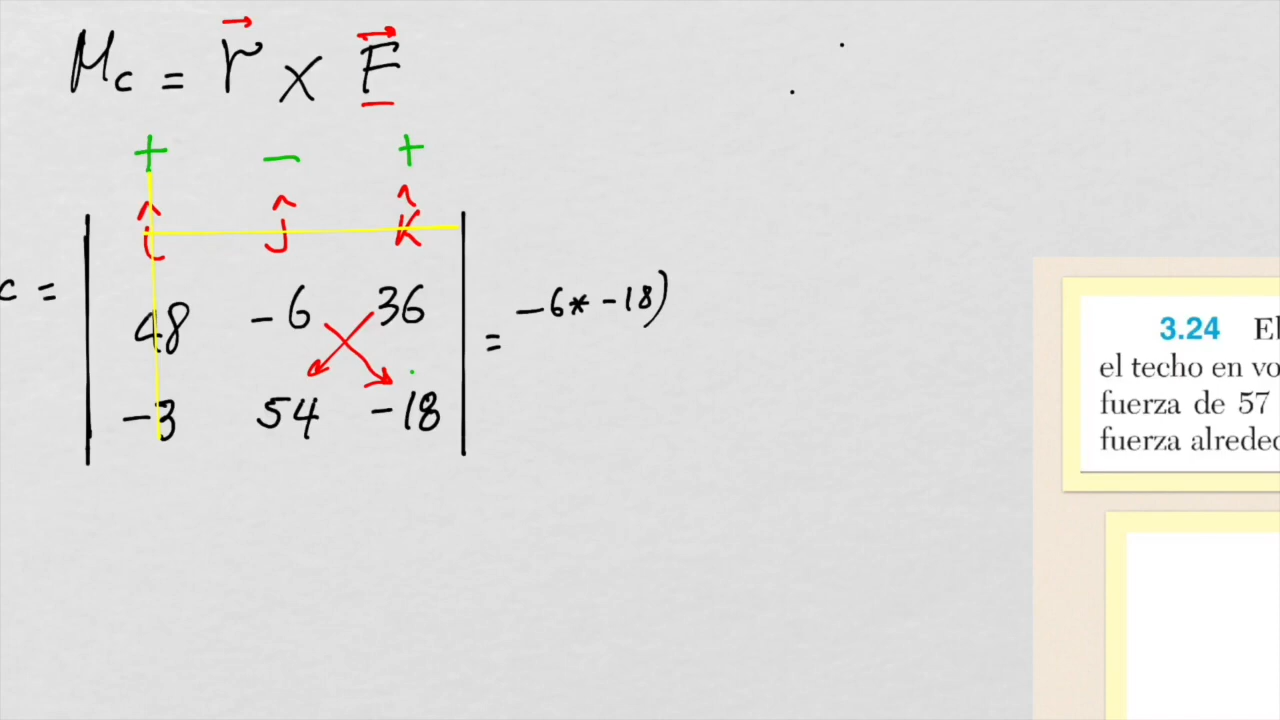 Mc = r⃗ × F⃗
+ − +
î ĵ k̂
c =
48 -6 36
=
-6* -18)
-3 54 -18
3.24 El
el techo en vo
fuerza de 57
fuerza alreded